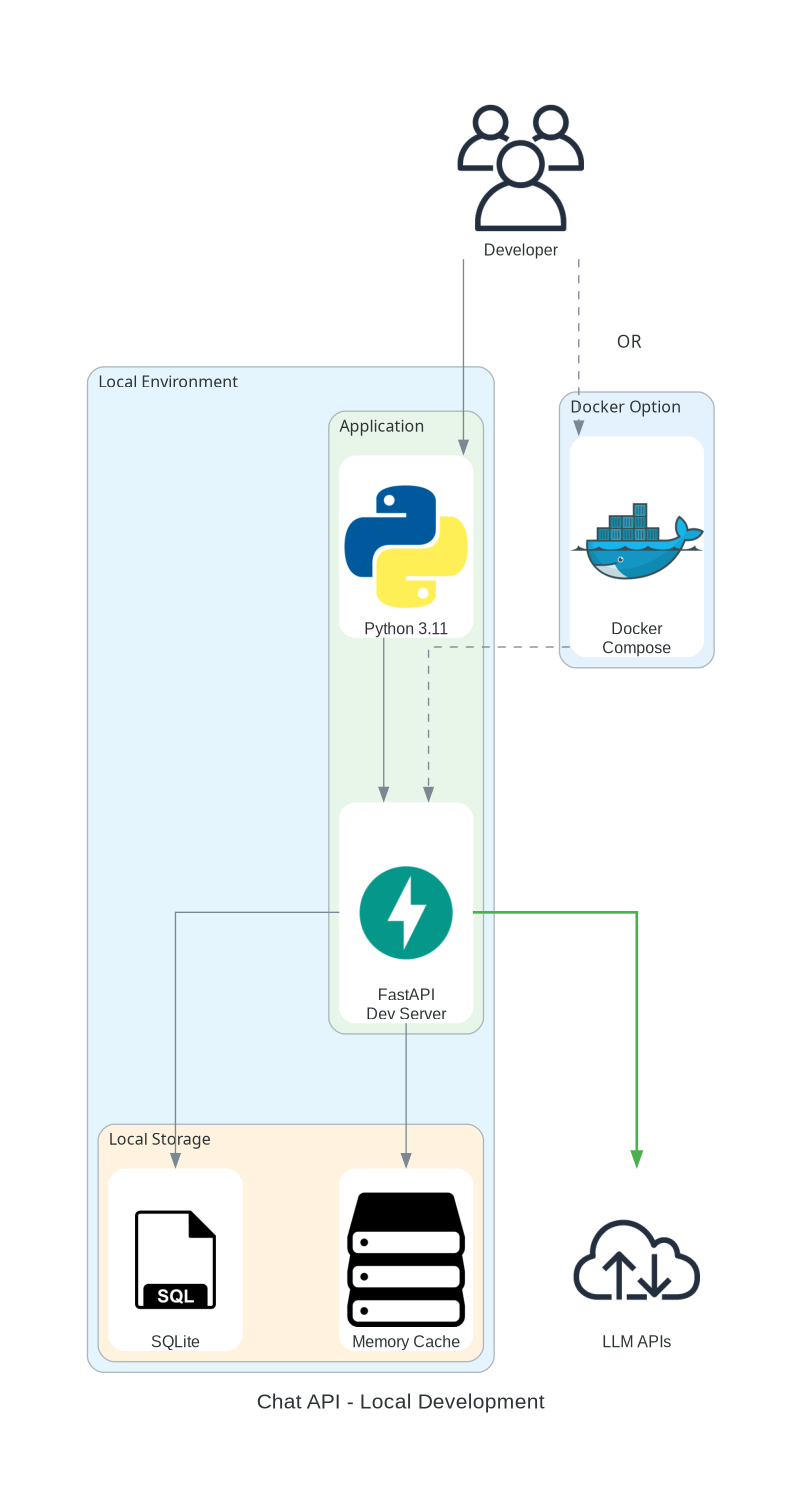 Developer
OR
Local Environment
Docker Option
Application
Python 3.11
Docker
Compose
FastAPI
Dev Server
Local Storage
SQL
SQLite
Memory Cache
LLM APIs
Chat API - Local Development